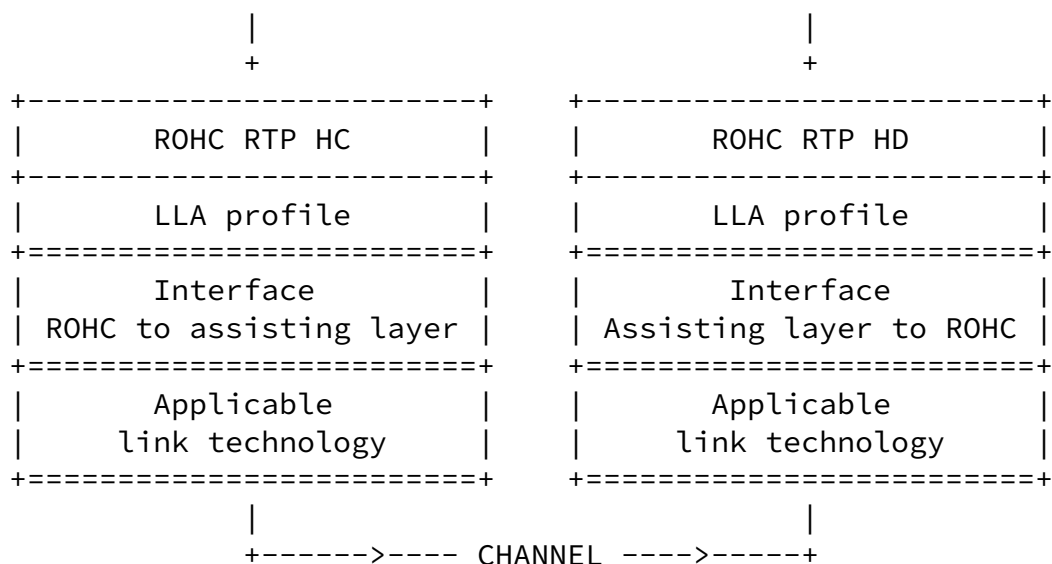 |                              |
            +                              +
+-------------------------+    +-------------------------+
|       ROHC RTP HC       |    |       ROHC RTP HD       |
+-------------------------+    +-------------------------+
|       LLA profile       |    |       LLA profile       |
+=========================+    +=========================+
|       Interface         |    |        Interface        |
| ROHC to assisting layer |    | Assisting layer to ROHC |
+=========================+    +=========================+
|       Applicable        |    |       Applicable        |
|     link technology     |    |     link technology     |
+=========================+    +=========================+
             |                              |
             +------>---- CHANNEL ---->-----+